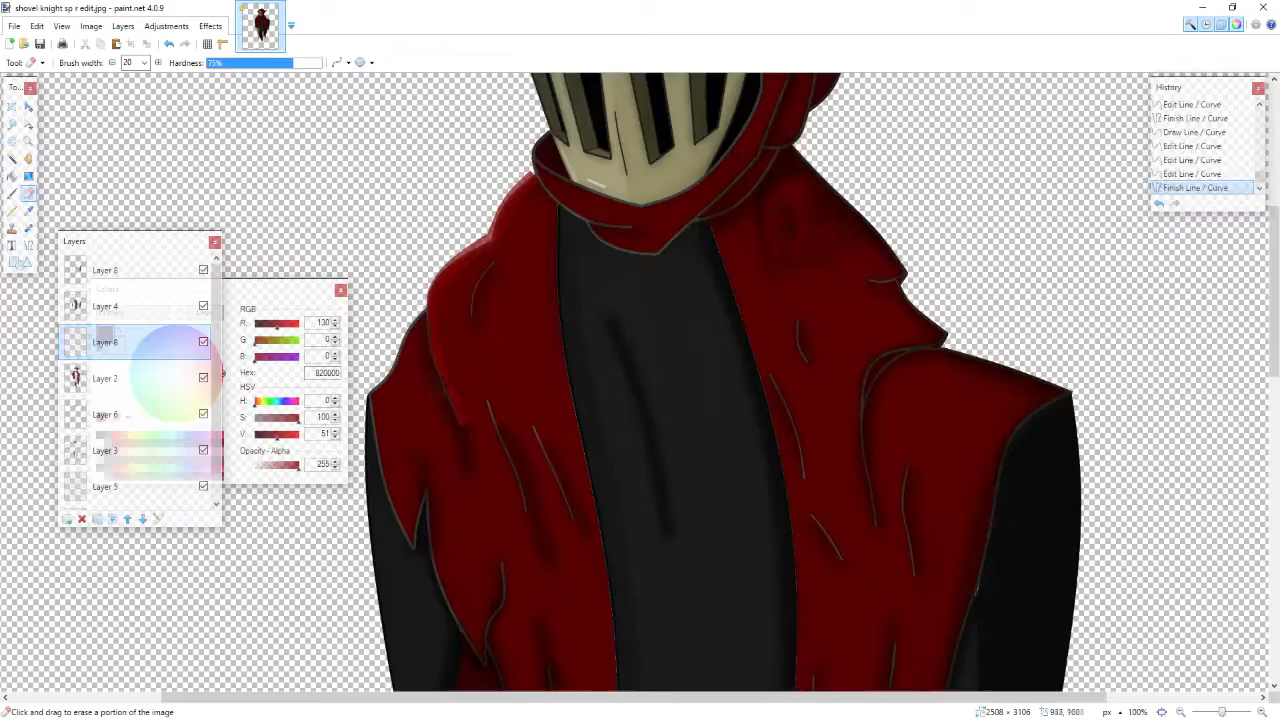 shovel knight sp r edit.jpg - paint.net 4.0.9
File Edit View Image Layers Adjustments Effects
Tool: Brush width: 20 Hardness: 75%
To...
History
Edit Line / Curve
Finish Line / Curve
Draw Line / Curve
Edit Line / Curve
Edit Line / Curve
Edit Line / Curve
Finish Line / Curve
Layers
Layer 8
Colors
Layer 4
Layer 8
Layer 2
Layer 6
Layer 3
Layer 5
RGB
R: 130
G: 0
B: 0
Hex: 820000
HSV
H: 0
S: 100
V: 51
Opacity - Alpha
255
Click and drag to erase a portion of the image
2508 × 3106
px
100%